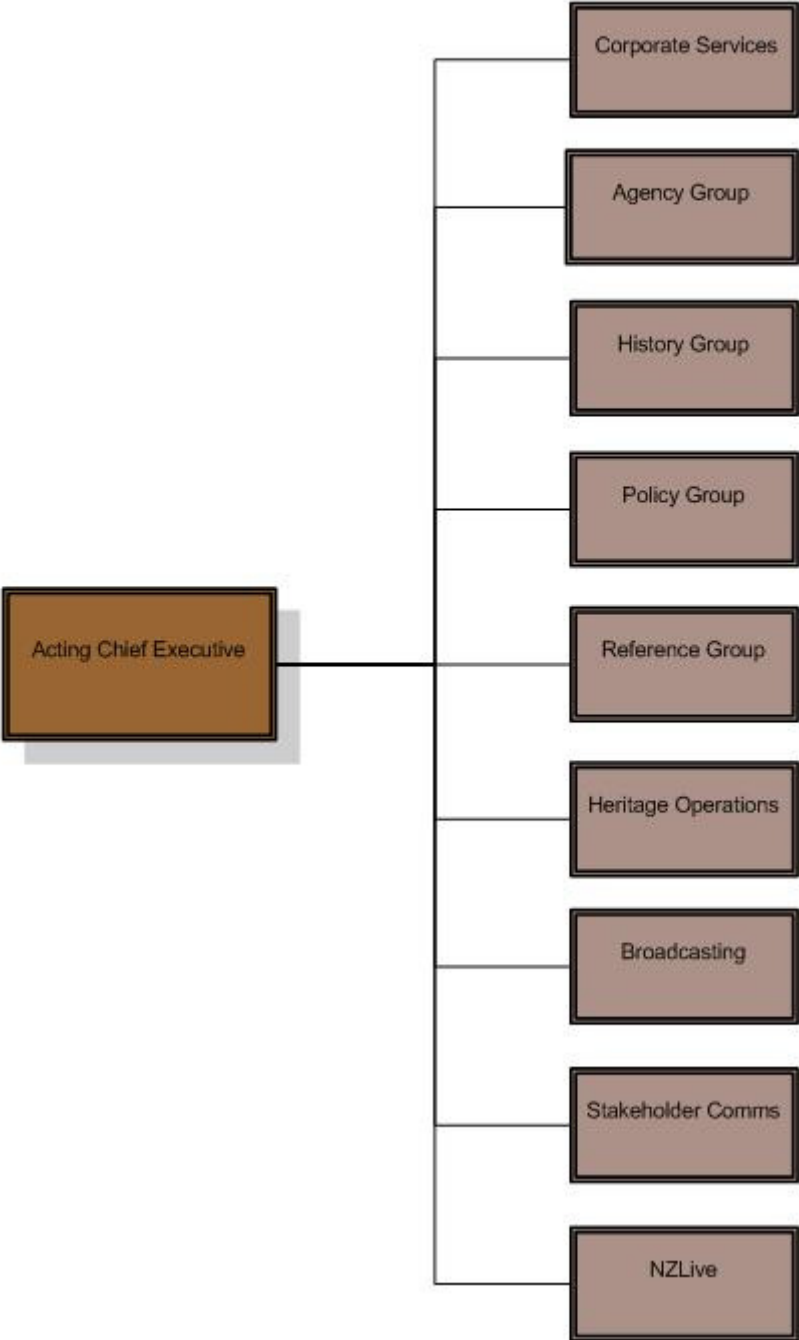 Corporate Services
Agency Group
History Group
Policy Group
Acting Chief Executive
Reference Group
Heritage Operations
Broadcasting
Stakeholder Comms
NZLive